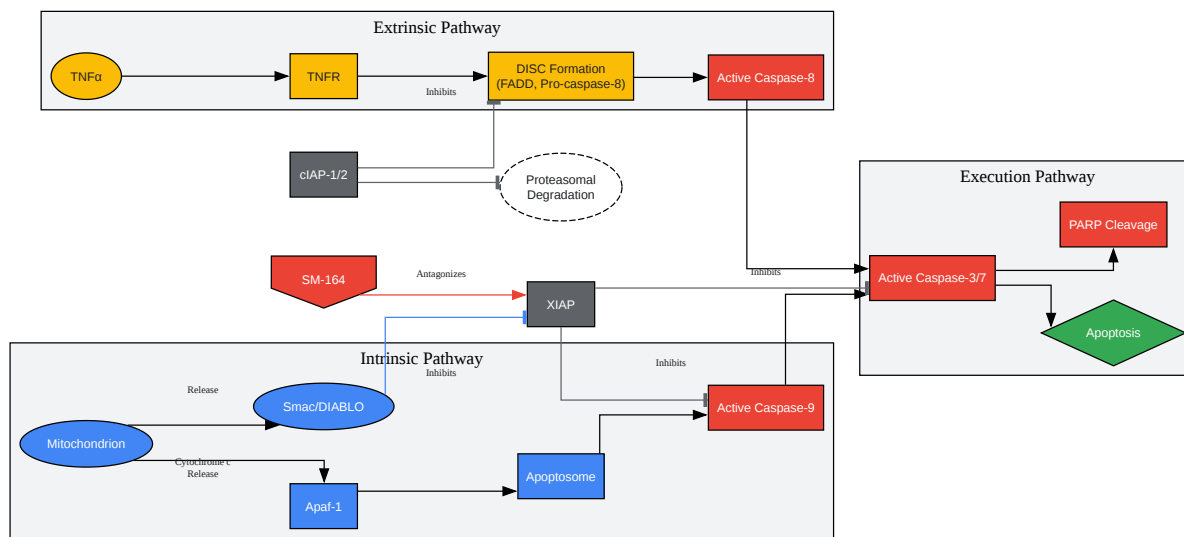 Extrinsic Pathway
TNFα
TNFR
DISC Formation
(FADD, Pro-caspase-8)
Active Caspase-8
Inhibits
cIAP-1/2
Proteasomal
Degradation
Execution Pathway
PARP Cleavage
SM-164
Antagonizes
XIAP
Inhibits
Active Caspase-3/7
Apoptosis
Intrinsic Pathway
Inhibits
Inhibits
Release
Smac/DIABLO
Active Caspase-9
Mitochondrion
Cytochrome c
Release
Apaf-1
Apoptosome